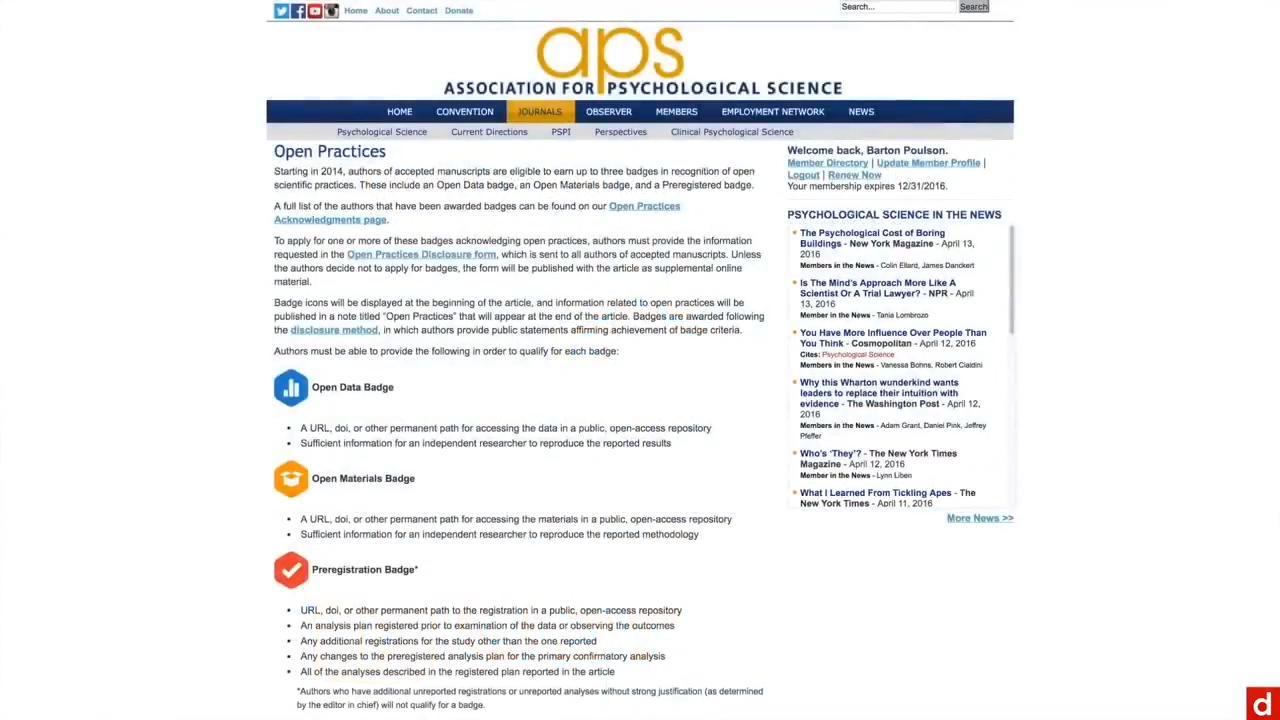 Home About Contact Donate
Search... Search
aps
ASSOCIATION FOR PSYCHOLOGICAL SCIENCE
HOME CONVENTION JOURNALS OBSERVER MEMBERS EMPLOYMENT NETWORK NEWS
Psychological Science Current Directions PSPI Perspectives Clinical Psychological Science
Open Practices
Starting in 2014, authors of accepted manuscripts are eligible to earn up to three badges in recognition of open
scientific practices. These include an Open Data badge, an Open Materials badge, and a Preregistered badge.
A full list of the authors that have been awarded badges can be found on our Open Practices
Acknowledgments page.
To apply for one or more of these badges acknowledging open practices, authors must provide the information
requested in the Open Practices Disclosure form, which is sent to all authors of accepted manuscripts. Unless
the authors decide not to apply for badges, the form will be published with the article as supplemental online
material.
Badge icons will be displayed at the beginning of the article, and information related to open practices will be
published in a note titled “Open Practices” that will appear at the end of the article. Badges are awarded following
the disclosure method, in which authors provide public statements affirming achievement of badge criteria.
Authors must be able to provide the following in order to qualify for each badge:
Open Data Badge
• A URL, doi, or other permanent path for accessing the data in a public, open-access repository
• Sufficient information for an independent researcher to reproduce the reported results
Open Materials Badge
• A URL, doi, or other permanent path for accessing the materials in a public, open-access repository
• Sufficient information for an independent researcher to reproduce the reported methodology
Preregistration Badge*
• URL, doi, or other permanent path to the registration in a public, open-access repository
• An analysis plan registered prior to examination of the data or observing the outcomes
• Any additional registrations for the study other than the one reported
• Any changes to the preregistered analysis plan for the primary confirmatory analysis
• All of the analyses described in the registered plan reported in the article
*Authors who have additional unreported registrations or unreported analyses without strong justification (as determined
by the editor in chief) will not qualify for a badge.
Welcome back, Barton Poulson.
Member Directory | Update Member Profile |
Logout | Renew Now
Your membership expires 12/31/2016.
PSYCHOLOGICAL SCIENCE IN THE NEWS
The Psychological Cost of Boring
Buildings - New York Magazine - April 13,
2016
Members in the News - Colin Ellard, James Danckert
Is The Mind’s Approach More Like A
Scientist Or A Trial Lawyer? - NPR - April
13, 2016
Member in the News - Tania Lombrozo
You Have More Influence Over People Than
You Think - Cosmopolitan - April 12, 2016
Cites: Psychological Science
Members in the News - Vanessa Bohns, Robert Cialdini
Why this Wharton wunderkind wants
leaders to replace their intuition with
evidence - The Washington Post - April 12,
2016
Members in the News - Adam Grant, Daniel Pink, Jeffrey
Pfeffer
Who’s ‘They’? - The New York Times
Magazine - April 12, 2016
Member in the News - Lynn Liben
What I Learned From Tickling Apes - The
New York Times - April 11, 2016
More News >>
d